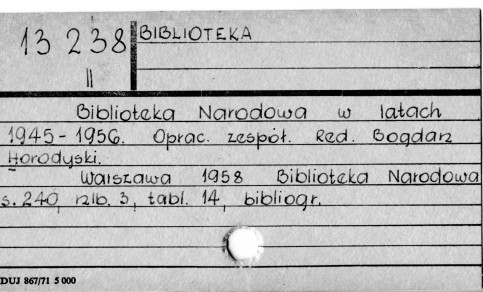 13 238 BIBLIOTEKA
II
Biblioteka Narodowa w latach
1945-1956. Oprac. zespół. Red. Bogdan
Horodyski.
Warszawa 1958 Biblioteka Narodowa
s. 240, nlb. 3, tabl. 14, bibliogr.
DUJ 867/71 5 000